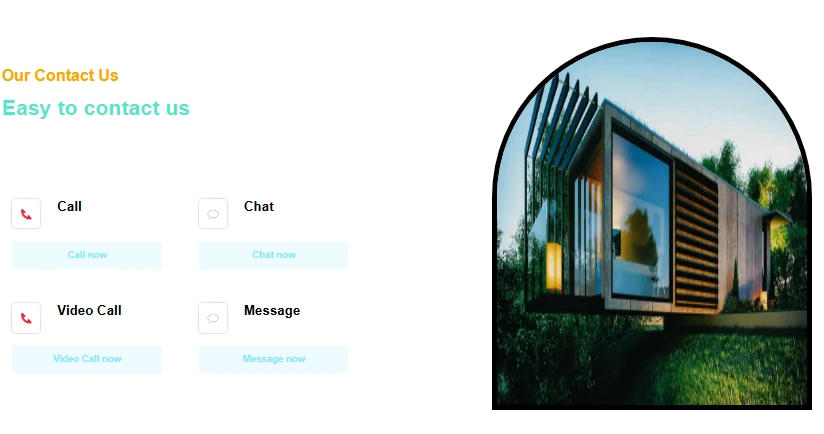 Our Contact Us
Easy to contact us
Call
Chat
Call now
Chat now
Video Call
Message
Video Call now
Message now